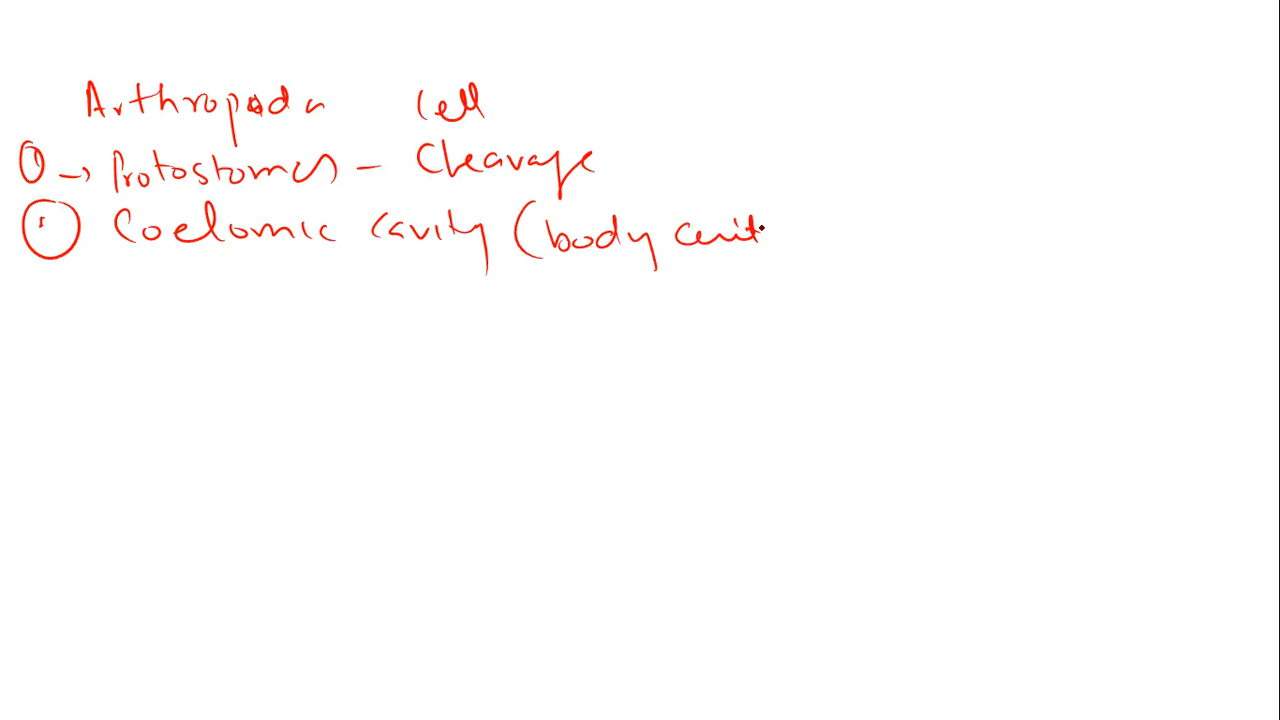 Arthropoda cell
① → Protostomes - Cleavage
① Coelomic cavity (body cavit